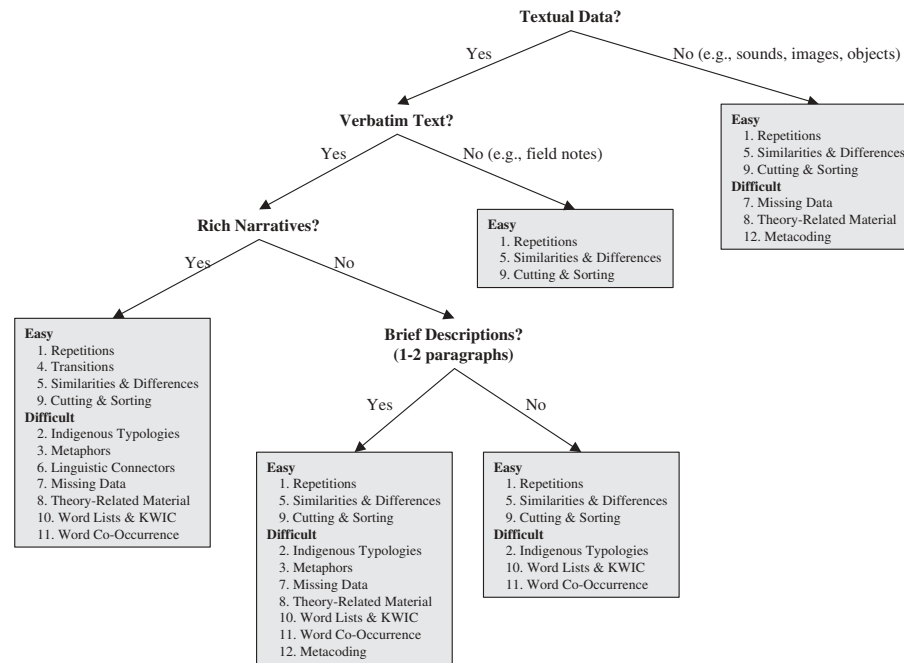 Textual Data?
Yes
No (e.g., sounds, images, objects)
Verbatim Text?
Easy
1. Repetitions
5. Similarities & Differences
9. Cutting & Sorting
Difficult
7. Missing Data
8. Theory-Related Material
12. Metacoding
Yes
No (e.g., field notes)
Rich Narratives?
Easy
1. Repetitions
5. Similarities & Differences
9. Cutting & Sorting
Yes
No
Easy
1. Repetitions
4. Transitions
5. Similarities & Differences
9. Cutting & Sorting
Difficult
2. Indigenous Typologies
3. Metaphors
6. Linguistic Connectors
7. Missing Data
8. Theory-Related Material
10. Word Lists & KWIC
11. Word Co-Occurrence
Brief Descriptions?
(1-2 paragraphs)
Yes
No
Easy
1. Repetitions
5. Similarities & Differences
9. Cutting & Sorting
Difficult
2. Indigenous Typologies
3. Metaphors
7. Missing Data
8. Theory-Related Material
10. Word Lists & KWIC
11. Word Co-Occurrence
12. Metacoding
Easy
1. Repetitions
5. Similarities & Differences
9. Cutting & Sorting
Difficult
2. Indigenous Typologies
10. Word Lists & KWIC
11. Word Co-Occurrence